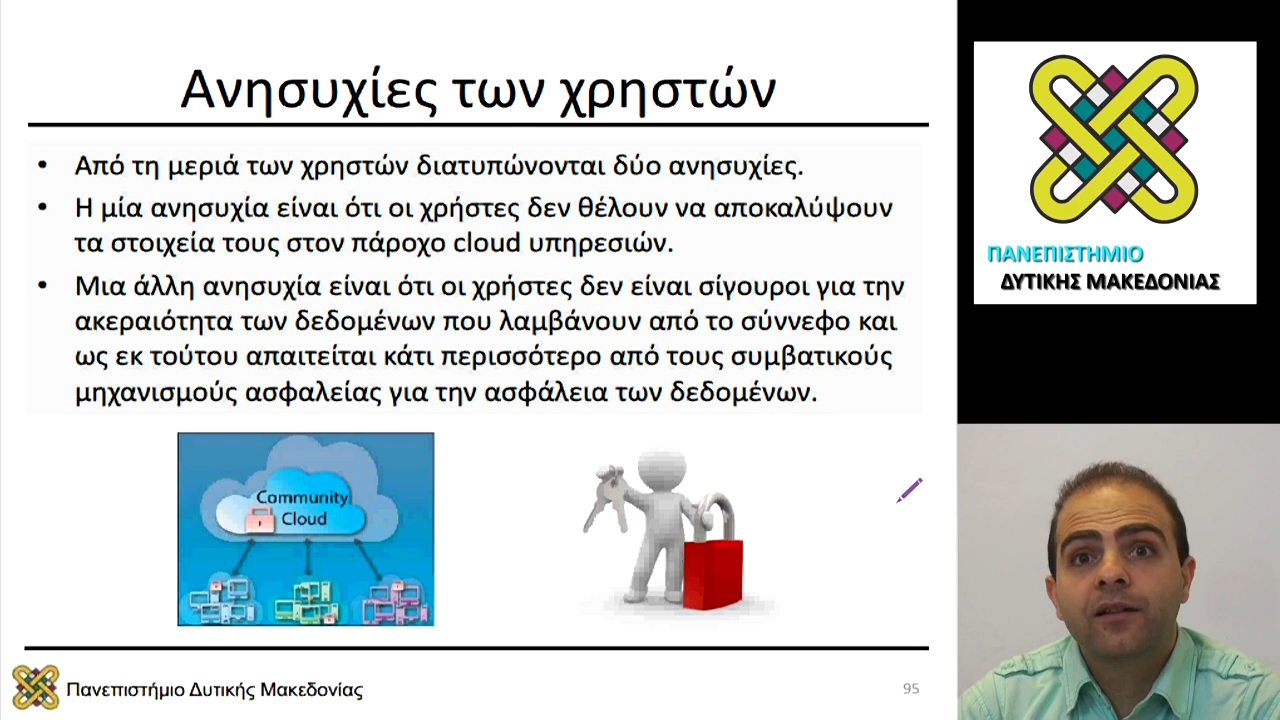 Ανησυχίες των χρηστών
• Από τη μεριά των χρηστών διατυπώνονται δύο ανησυχίες.
• Η μία ανησυχία είναι ότι οι χρήστες δεν θέλουν να αποκαλύψουν
τα στοιχεία τους στον πάροχο cloud υπηρεσιών.
• Μια άλλη ανησυχία είναι ότι οι χρήστες δεν είναι σίγουροι για την
ακεραιότητα των δεδομένων που λαμβάνουν από το σύννεφο και
ως εκ τούτου απαιτείται κάτι περισσότερο από τους συμβατικούς
μηχανισμούς ασφαλείας για την ασφάλεια των δεδομένων.
Community
Cloud
Πανεπιστήμιο Δυτικής Μακεδονίας
95
ΠΑΝΕΠΙΣΤΗΜΙΟ
ΔΥΤΙΚΗΣ ΜΑΚΕΔΟΝΙΑΣ